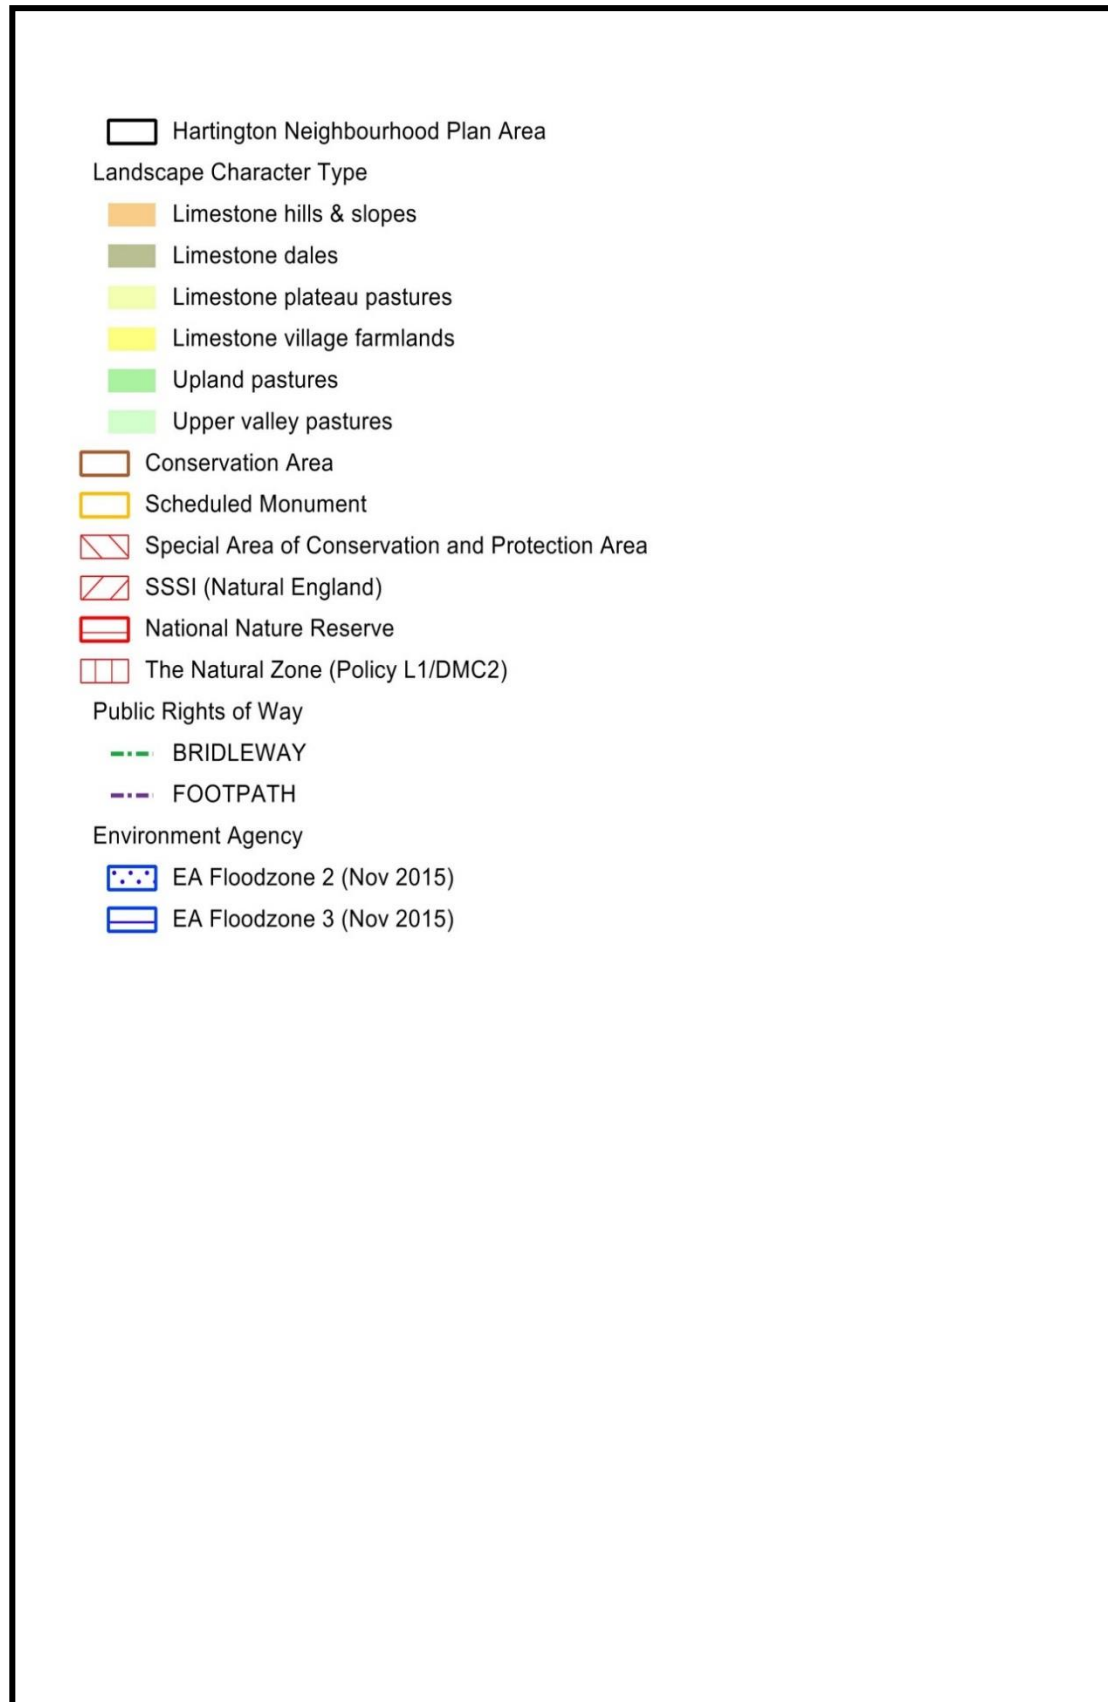 Hartington Neighbourhood Plan Area
Landscape Character Type
Limestone hills & slopes
Limestone dales
Limestone plateau pastures
Limestone village farmlands
Upland pastures
Upper valley pastures
Conservation Area
Scheduled Monument
Special Area of Conservation and Protection Area
SSSI (Natural England)
National Nature Reserve
The Natural Zone (Policy L1/DMC2)
Public Rights of Way
BRIDLEWAY
FOOTPATH
Environment Agency
EA Floodzone 2 (Nov 2015)
EA Floodzone 3 (Nov 2015)